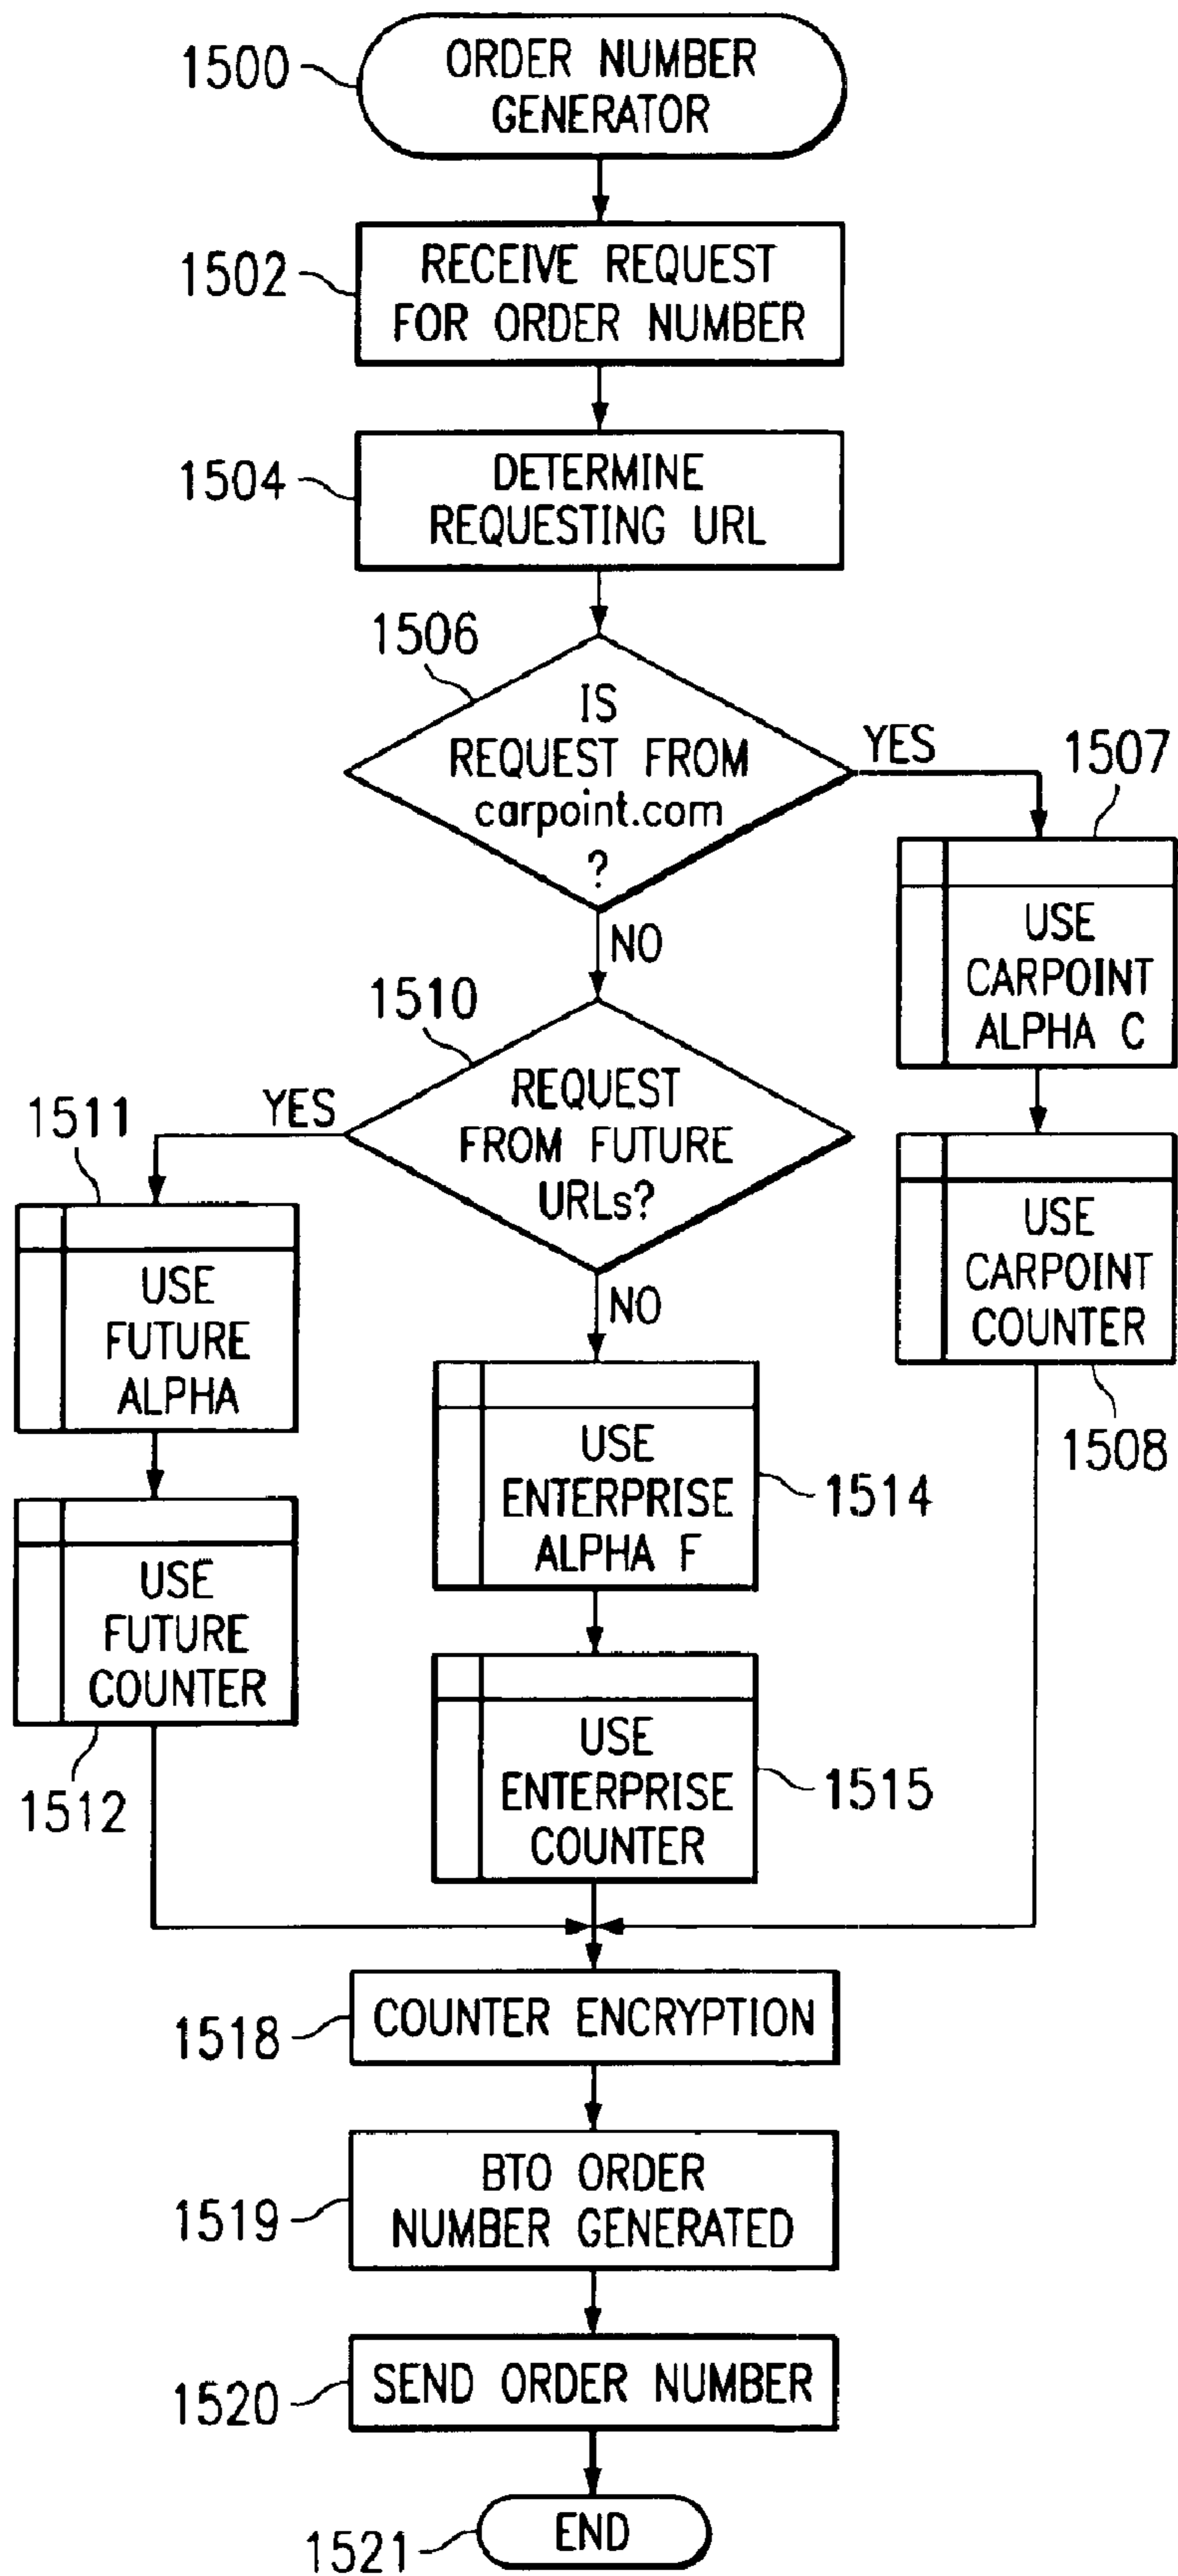 1500
ORDER NUMBER
GENERATOR
1502
RECEIVE REQUEST
FOR ORDER NUMBER
1504
DETERMINE
REQUESTING URL
1506
IS
REQUEST FROM
carpoint.com
?
YES
1507
USE
CARPOINT
ALPHA C
NO
1510
REQUEST
FROM FUTURE
URLs?
YES
1511
USE
FUTURE
ALPHA
USE
CARPOINT
COUNTER
1508
NO
USE
ENTERPRISE
ALPHA F
1514
USE
FUTURE
COUNTER
1512
USE
ENTERPRISE
COUNTER
1515
1518
COUNTER ENCRYPTION
1519
BTO ORDER
NUMBER GENERATED
1520
SEND ORDER NUMBER
1521
END